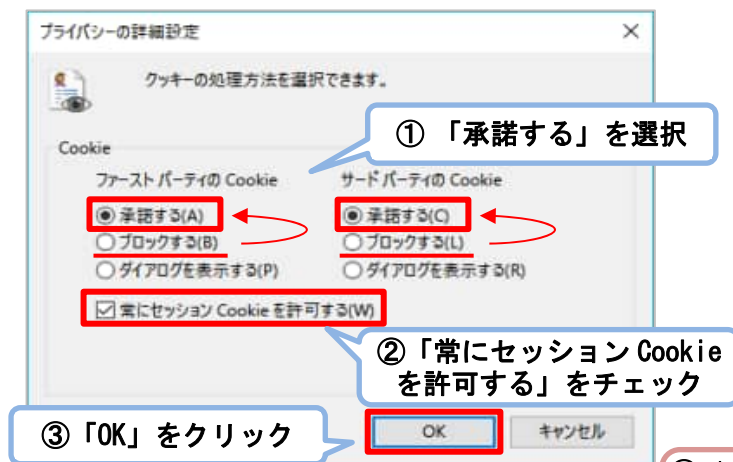 プライバシーの詳細設定
クッキーの処理方法を選択できます。
① 「承諾する」を選択
Cookie
ファースト パーティの Cookie
サード パーティの Cookie
承諾する(A)
承諾する(C)
ブロックする(B)
ブロックする(L)
ダイアログを表示する(P)
ダイアログを表示する(R)
常にセッション Cookie を許可する(W)
②「常にセッション Cookie
を許可する」をチェック
③「OK」をクリック
OK
キャンセル